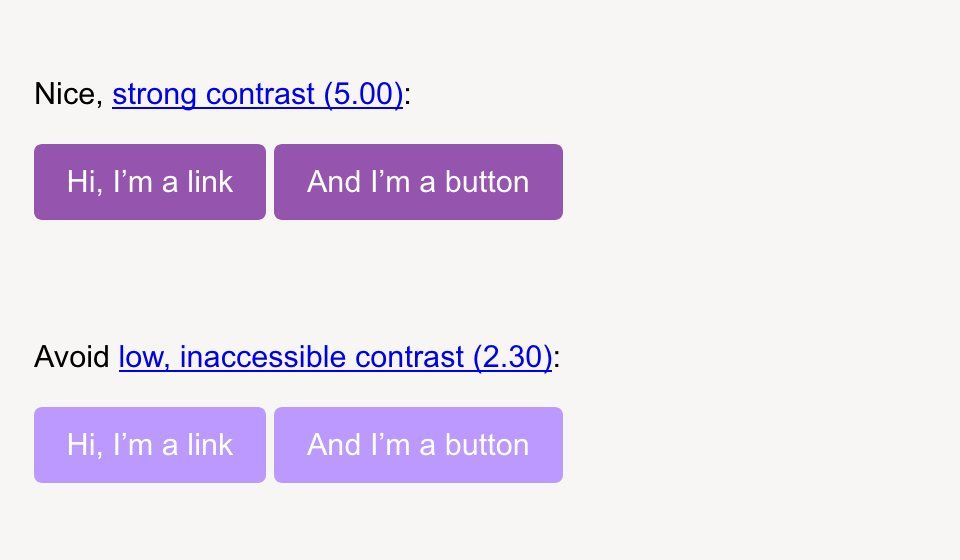 Nice, strong contrast (5.00):
Hi, I’m a link And I’m a button
Avoid low, inaccessible contrast (2.30):
Hi, I’m a link And I’m a button